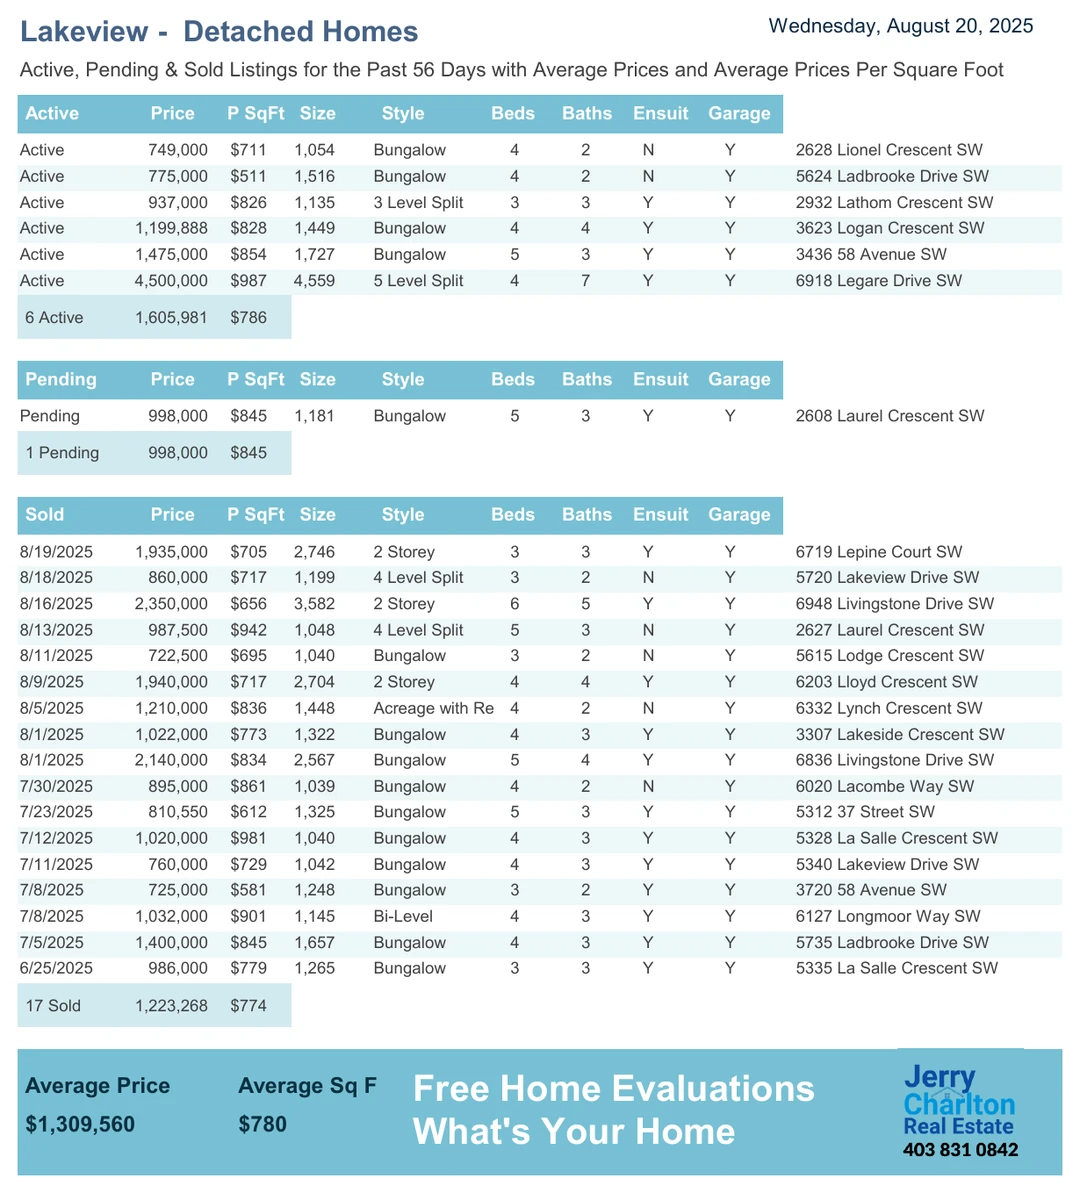 Lakeview - Detached Homes
Wednesday, August 20, 2025
Active, Pending & Sold Listings for the Past 56 Days with Average Prices and Average Prices Per Square Foot
Active Price P SqFt Size Style Beds Baths Ensuit Garage
Active 749,000 $711 1,054 Bungalow 4 2 N Y 2628 Lionel Crescent SW
Active 775,000 $511 1,516 Bungalow 4 2 N Y 5624 Ladbrooke Drive SW
Active 937,000 $826 1,135 3 Level Split 3 3 Y Y 2932 Lathom Crescent SW
Active 1,199,888 $828 1,449 Bungalow 4 4 Y Y 3623 Logan Crescent SW
Active 1,475,000 $854 1,727 Bungalow 5 3 Y Y 3436 58 Avenue SW
Active 4,500,000 $987 4,559 5 Level Split 4 7 Y Y 6918 Legare Drive SW
6 Active 1,605,981 $786
Pending Price P SqFt Size Style Beds Baths Ensuit Garage
Pending 998,000 $845 1,181 Bungalow 5 3 Y Y 2608 Laurel Crescent SW
1 Pending 998,000 $845
Sold Price P SqFt Size Style Beds Baths Ensuit Garage
8/19/2025 1,935,000 $705 2,746 2 Storey 3 3 Y Y 6719 Lepine Court SW
8/18/2025 860,000 $717 1,199 4 Level Split 3 2 N Y 5720 Lakeview Drive SW
8/16/2025 2,350,000 $656 3,582 2 Storey 6 5 Y Y 6948 Livingstone Drive SW
8/13/2025 987,500 $942 1,048 4 Level Split 5 3 N Y 2627 Laurel Crescent SW
8/11/2025 722,500 $695 1,040 Bungalow 3 2 N Y 5615 Lodge Crescent SW
8/9/2025 1,940,000 $717 2,704 2 Storey 4 4 Y Y 6203 Lloyd Crescent SW
8/5/2025 1,210,000 $836 1,448 Acreage with Re 4 2 N Y 6332 Lynch Crescent SW
8/1/2025 1,022,000 $773 1,322 Bungalow 4 3 Y Y 3307 Lakeside Crescent SW
8/1/2025 2,140,000 $834 2,567 Bungalow 5 4 Y Y 6836 Livingstone Drive SW
7/30/2025 895,000 $861 1,039 Bungalow 4 2 N Y 6020 Lacombe Way SW
7/23/2025 810,550 $612 1,325 Bungalow 5 3 Y Y 5312 37 Street SW
7/12/2025 1,020,000 $981 1,040 Bungalow 4 3 Y Y 5328 La Salle Crescent SW
7/11/2025 760,000 $729 1,042 Bungalow 4 3 Y Y 5340 Lakeview Drive SW
7/8/2025 725,000 $581 1,248 Bungalow 3 2 Y Y 3720 58 Avenue SW
7/8/2025 1,032,000 $901 1,145 Bi-Level 4 3 Y Y 6127 Longmoor Way SW
7/5/2025 1,400,000 $845 1,657 Bungalow 4 3 Y Y 5735 Ladbrooke Drive SW
6/25/2025 986,000 $779 1,265 Bungalow 3 3 Y Y 5335 La Salle Crescent SW
17 Sold 1,223,268 $774
Average Price Average Sq F
$1,309,560 $780
Free Home Evaluations
What's Your Home
Jerry
Charlton
Real Estate
403 831 0842